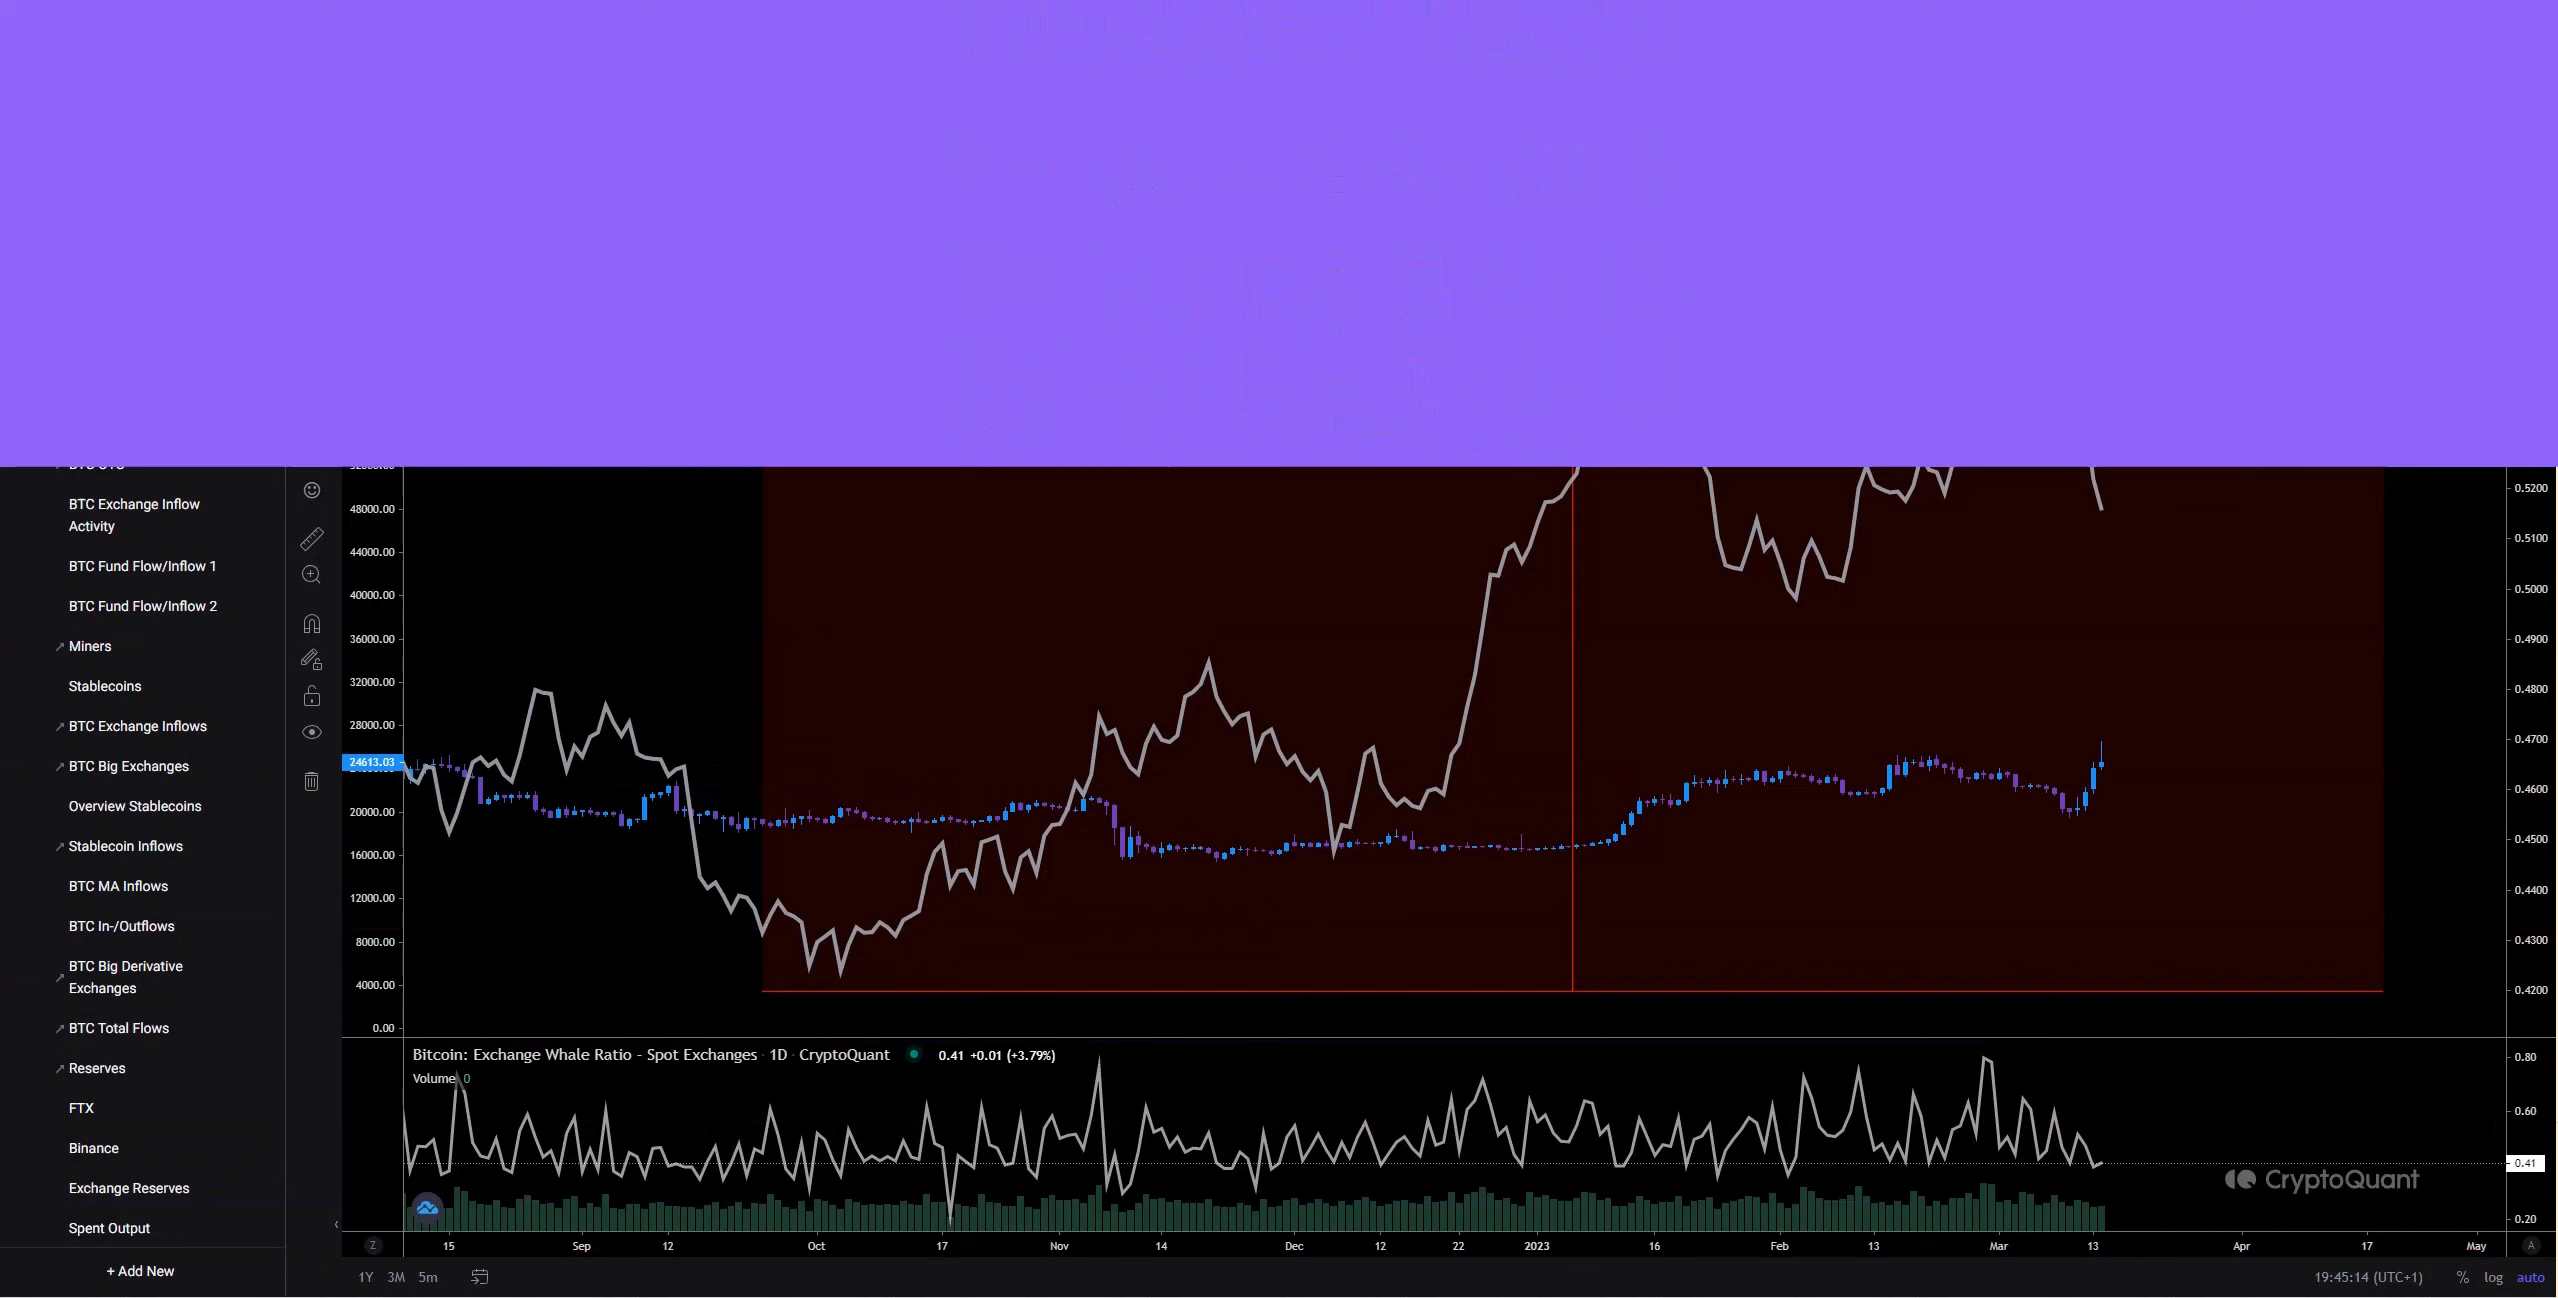 BTC Exchange Inflow
Activity
BTC Fund Flow/Inflow 1
BTC Fund Flow/Inflow 2
Miners
Stablecoins
BTC Exchange Inflows
BTC Big Exchanges
Overview Stablecoins
Stablecoin Inflows
BTC MA Inflows
BTC In-/Outflows
BTC Big Derivative
Exchanges
BTC Total Flows
Reserves
FTX
Binance
Exchange Reserves
Spent Output
+ Add New
48000.00
44000.00
40000.00
36000.00
32000.00
28000.00
24613.03
20000.00
16000.00
12000.00
8000.00
4000.00
0.00
0.5200
0.5100
0.5000
0.4900
0.4800
0.4700
0.4600
0.4500
0.4400
0.4300
0.4200
Bitcoin: Exchange Whale Ratio - Spot Exchanges · 1D · CryptoQuant 0.41 +0.01 (+3.79%)
Volume 0
0.80
0.60
0.41
0.20
CryptoQuant
Z 15 Sep 12 Oct 17 Nov 14 Dec 12 22 2023 16 Feb 13 Mar 13 Apr 17 May A
1Y 3M 5m
19:45:14 (UTC+1) % log auto